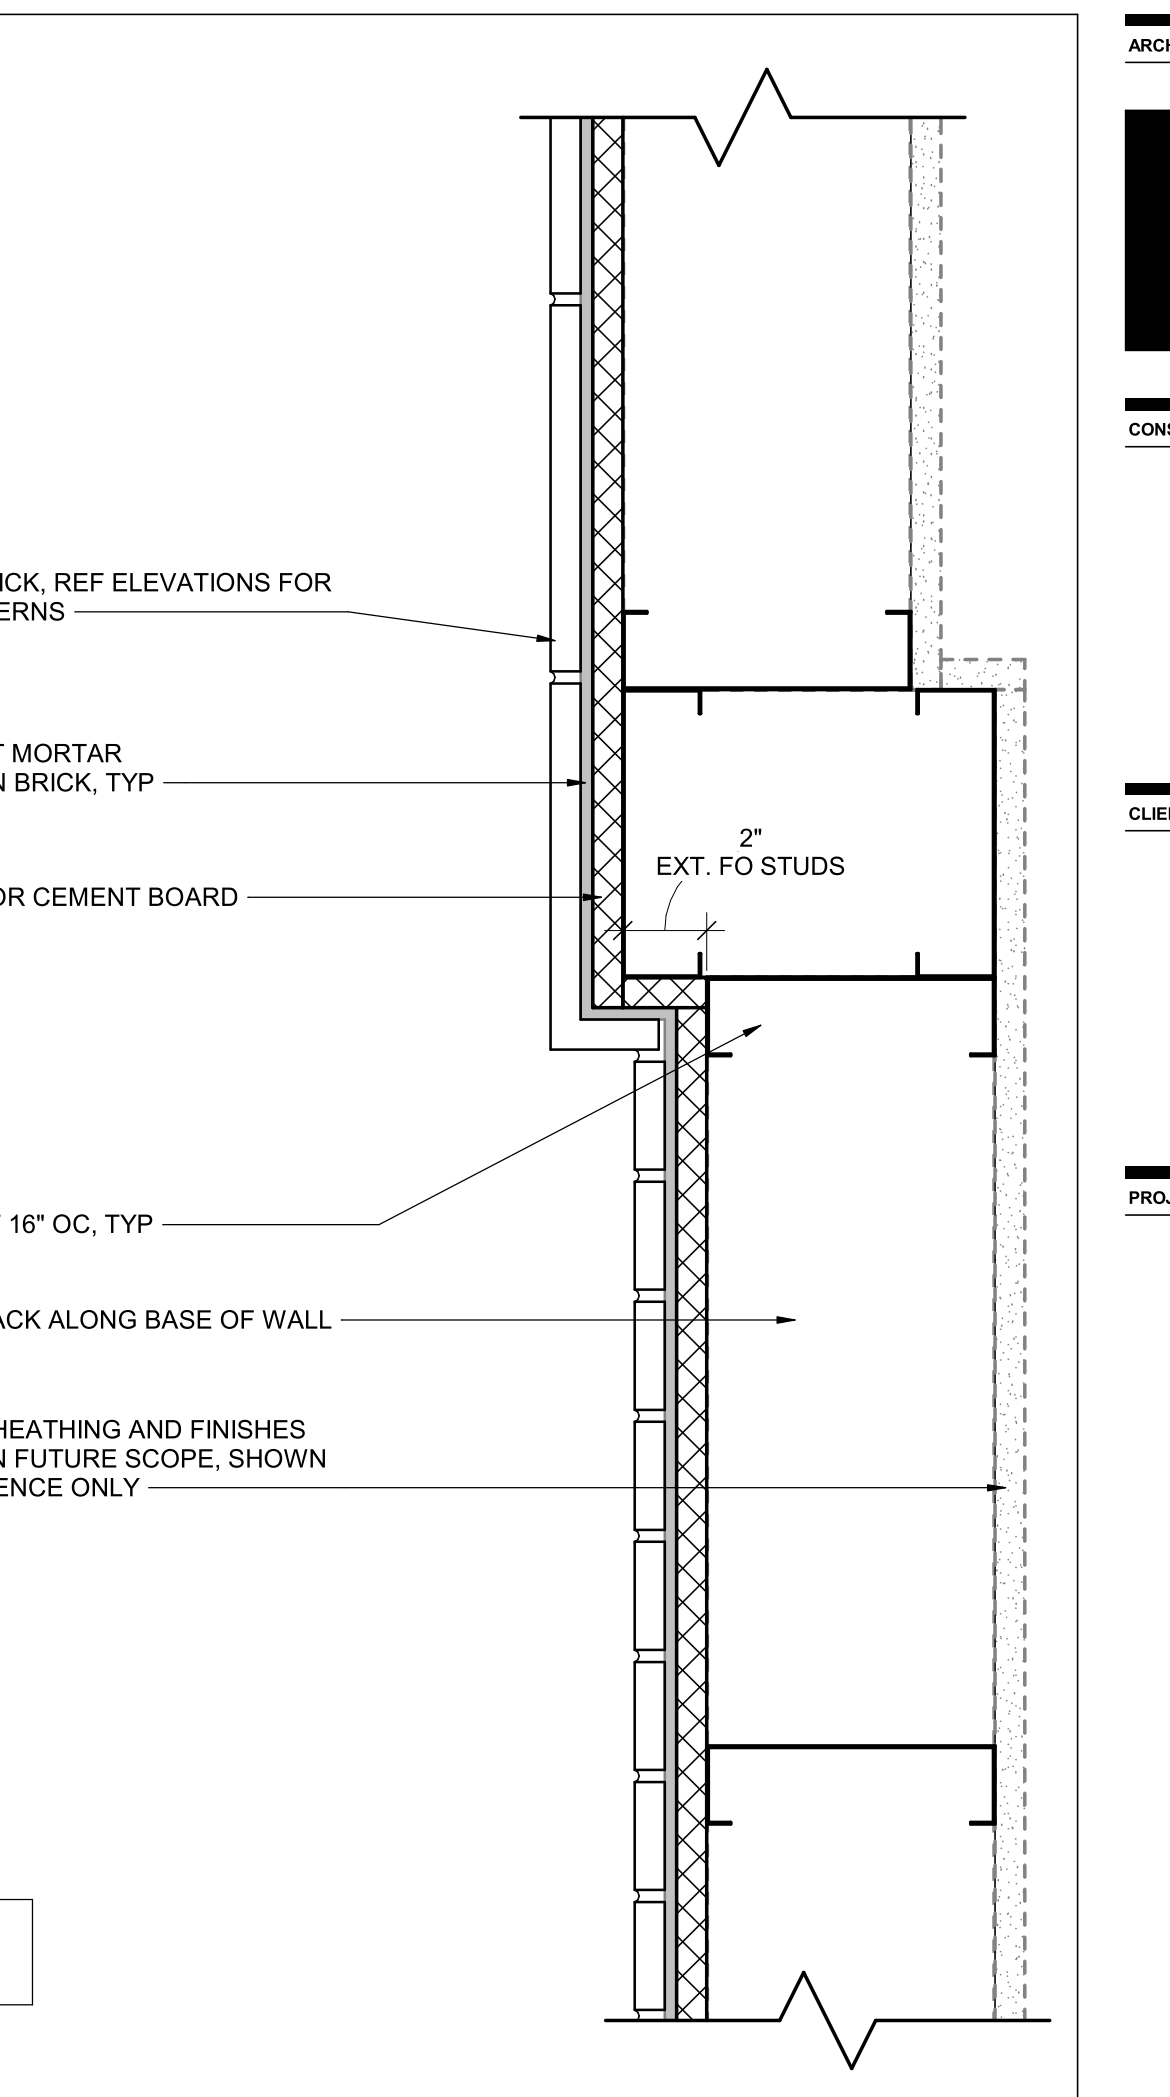 ICK, REF ELEVATIONS FOR
ERNS
MORTAR
BRICK, TYP
2"
EXT. FO STUDS
OR CEMENT BOARD
16" OC, TYP
ACK ALONG BASE OF WALL
HEATHING AND FINISHES
N FUTURE SCOPE, SHOWN
ENCE ONLY
ARCH
CONS
CLIE
PROJ